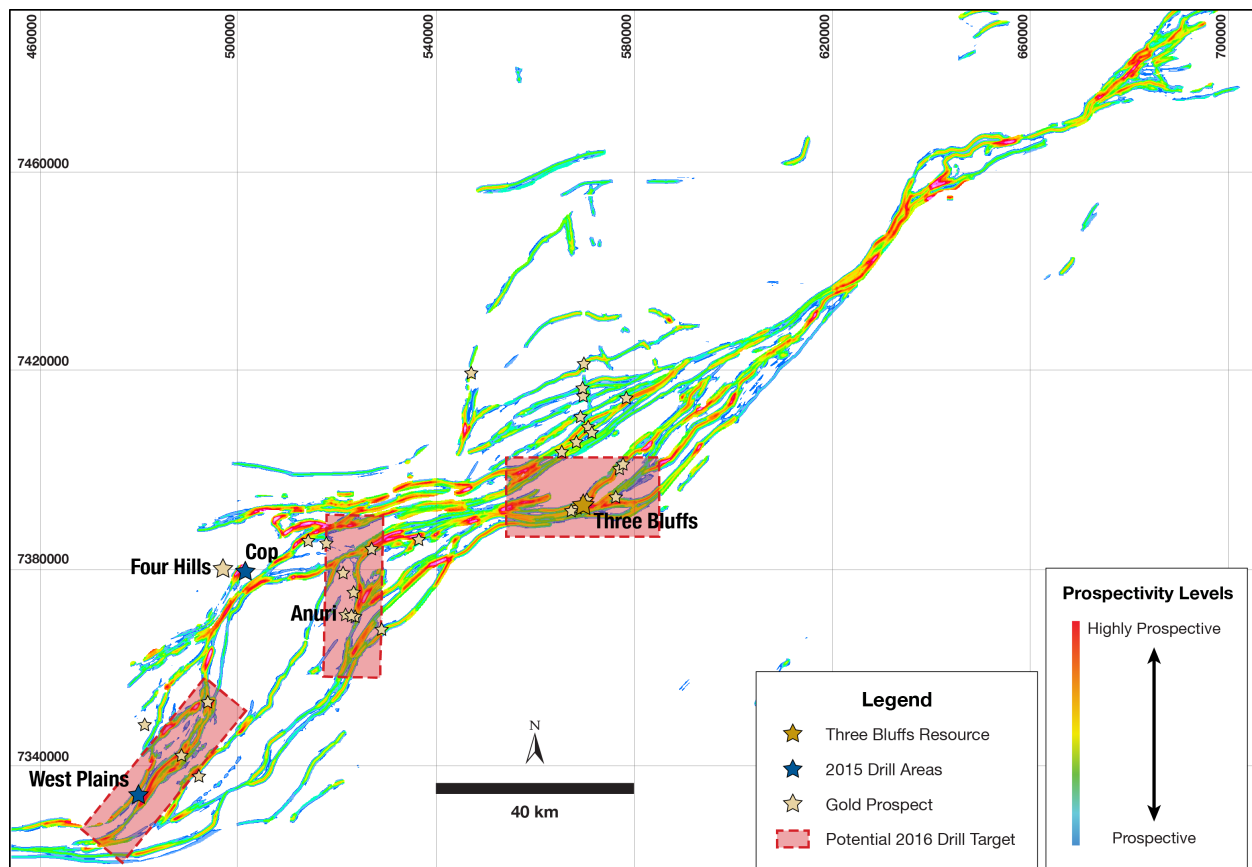 460000
500000
540000
580000
620000
660000
700000
7460000
7420000
Three Bluffs
7380000
Cop
Four Hills
Anuri
7340000
West Plains
N
40 km
Legend
Three Bluffs Resource
2015 Drill Areas
Gold Prospect
Potential 2016 Drill Target
Prospectivity Levels
Highly Prospective
Prospective